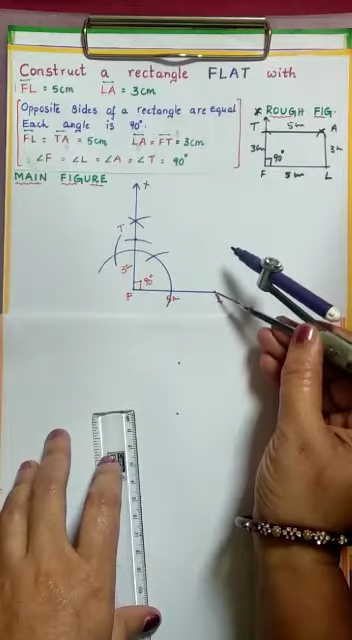 Construct a rectangle FLAT with
FL = 5cm LA = 3cm
Opposite sides of a rectangle are equal
Each angle is 90°.
FL = TA = 5cm LA = FT = 3cm
∠F = ∠L = ∠A = ∠T = 90°
* ROUGH FIG.
T 5cm A
3cm 3cm
90°
F 5cm L
MAIN FIGURE
X
T
3cm
90°
F 5cm